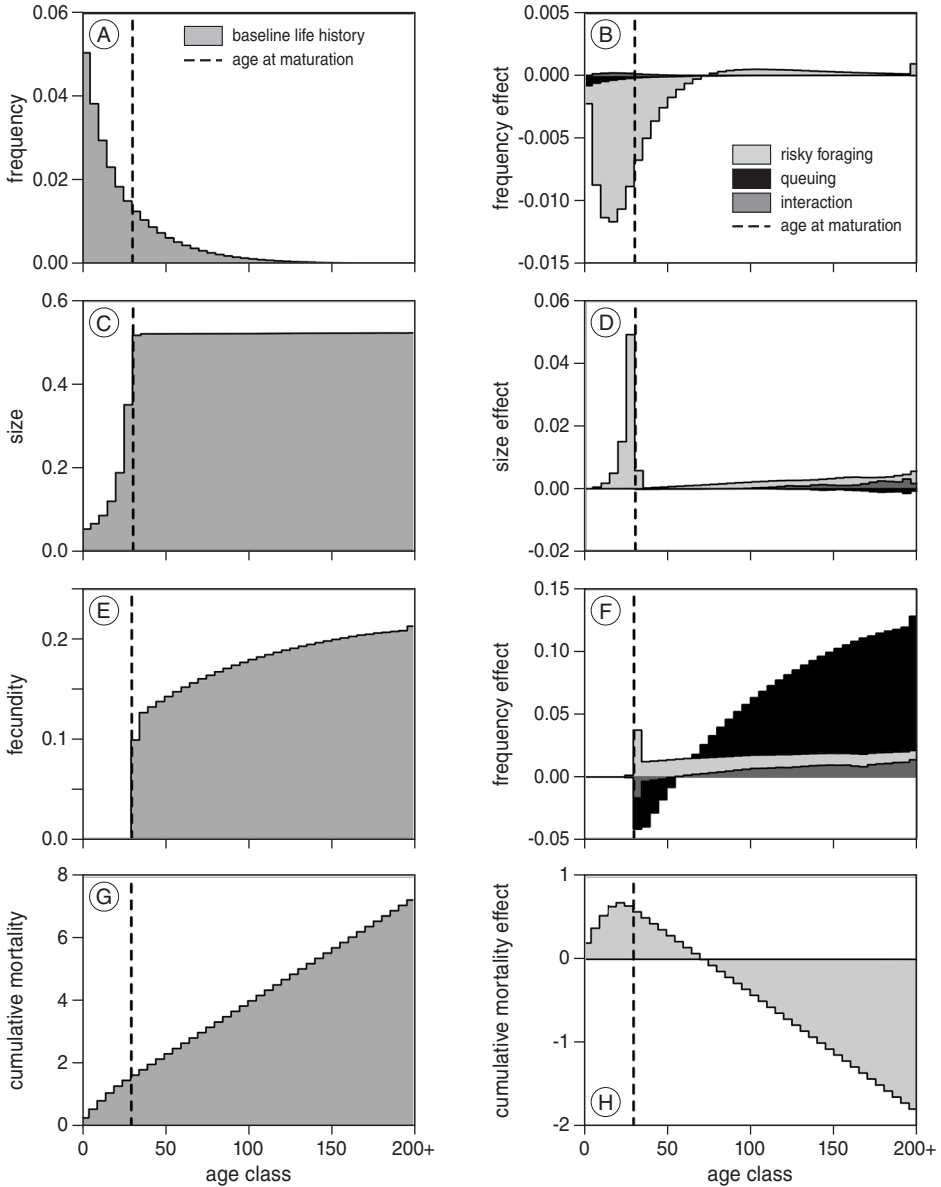 A
baseline life history
age at maturation
frequency
0.06
0.04
0.02
0.00
0
50
100
150
200+
B
risky foraging
queuing
interaction
age at maturation
frequency effect
0.005
0.000
-0.005
-0.010
-0.015
C
size
0.6
0.4
0.2
0.0
D
size effect
0.06
0.04
0.02
0.00
-0.02
E
fecundity
0.2
0.1
0.0
F
frequency effect
0.15
0.10
0.05
0.00
-0.05
G
cumulative mortality
8
6
4
2
0
0 50 100 150 200+
age class
H
cumulative mortality effect
1
0
-1
-2
0 50 100 150 200+
age class